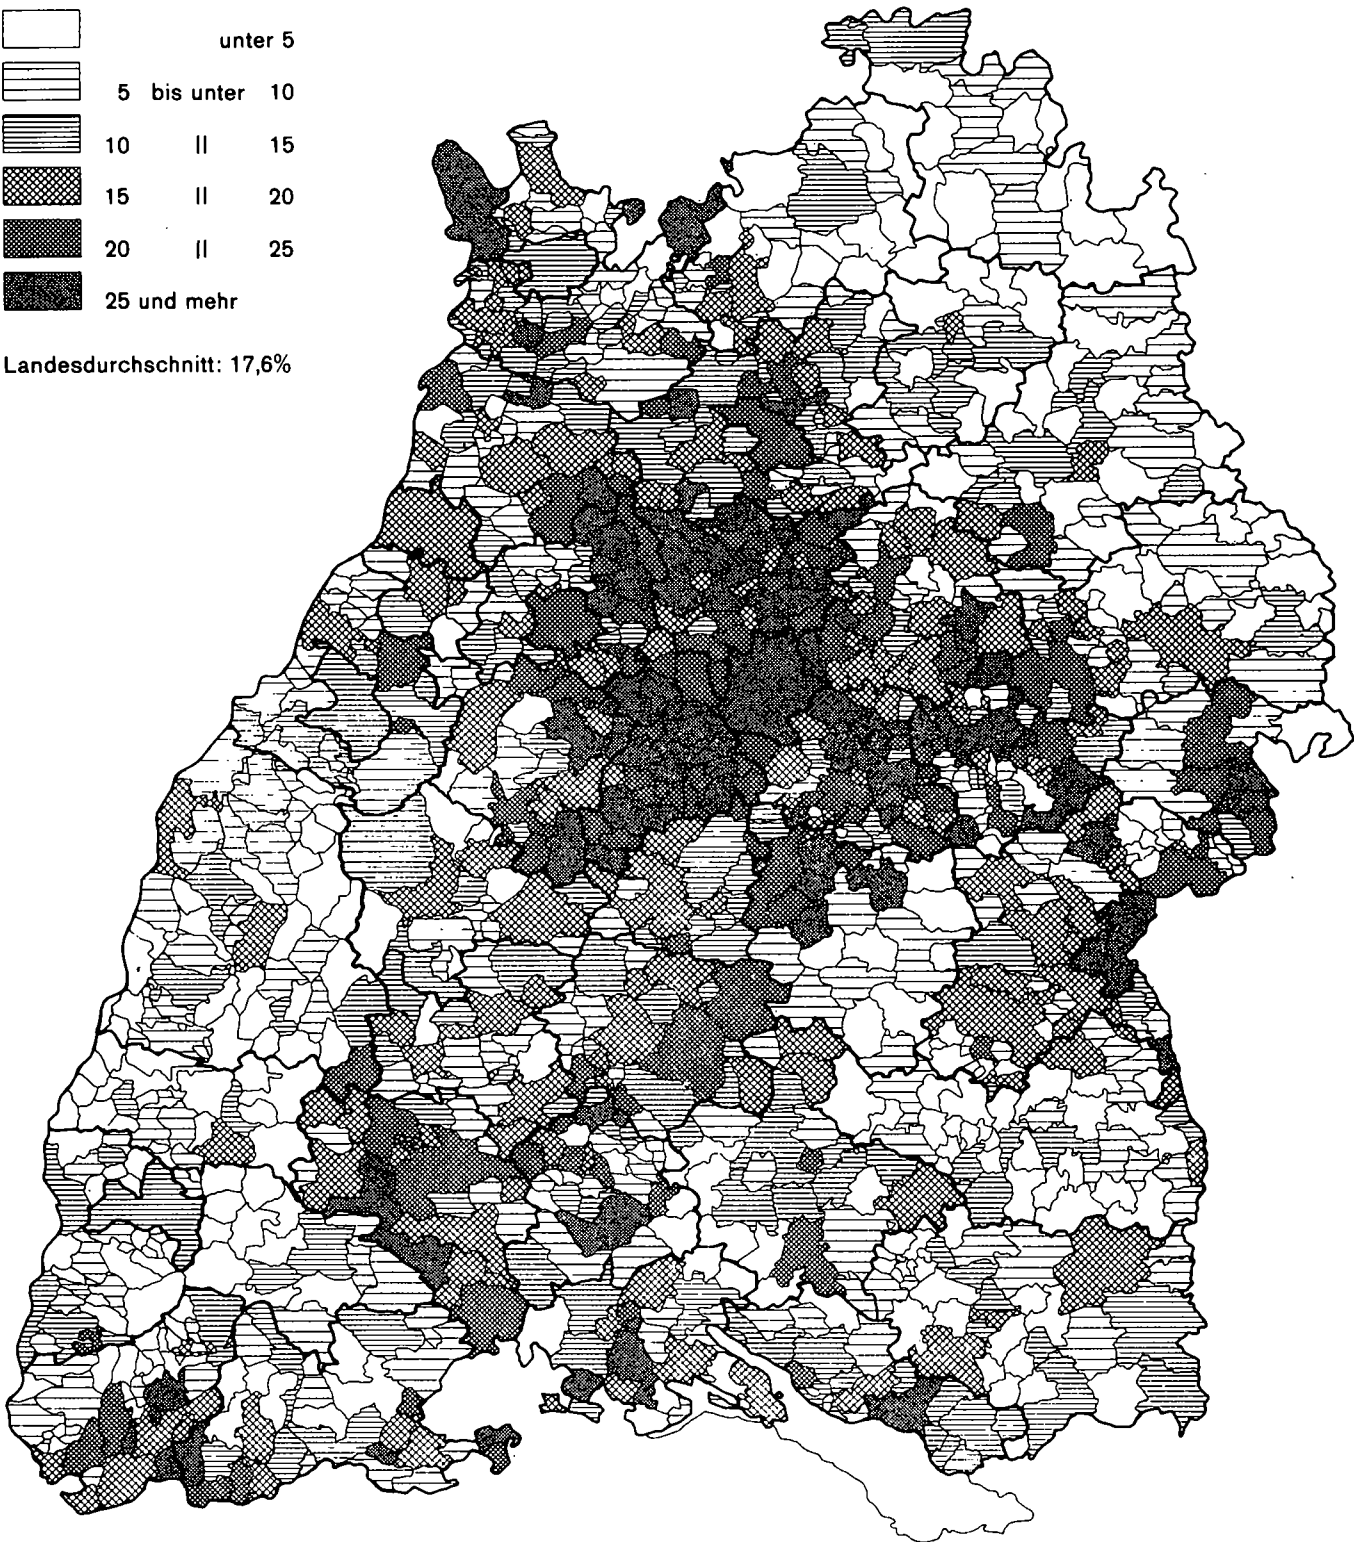 unter 5
5 bis unter 10
10 || 15
15 || 20
20 || 25
25 und mehr
Landesdurchschnitt: 17,6%